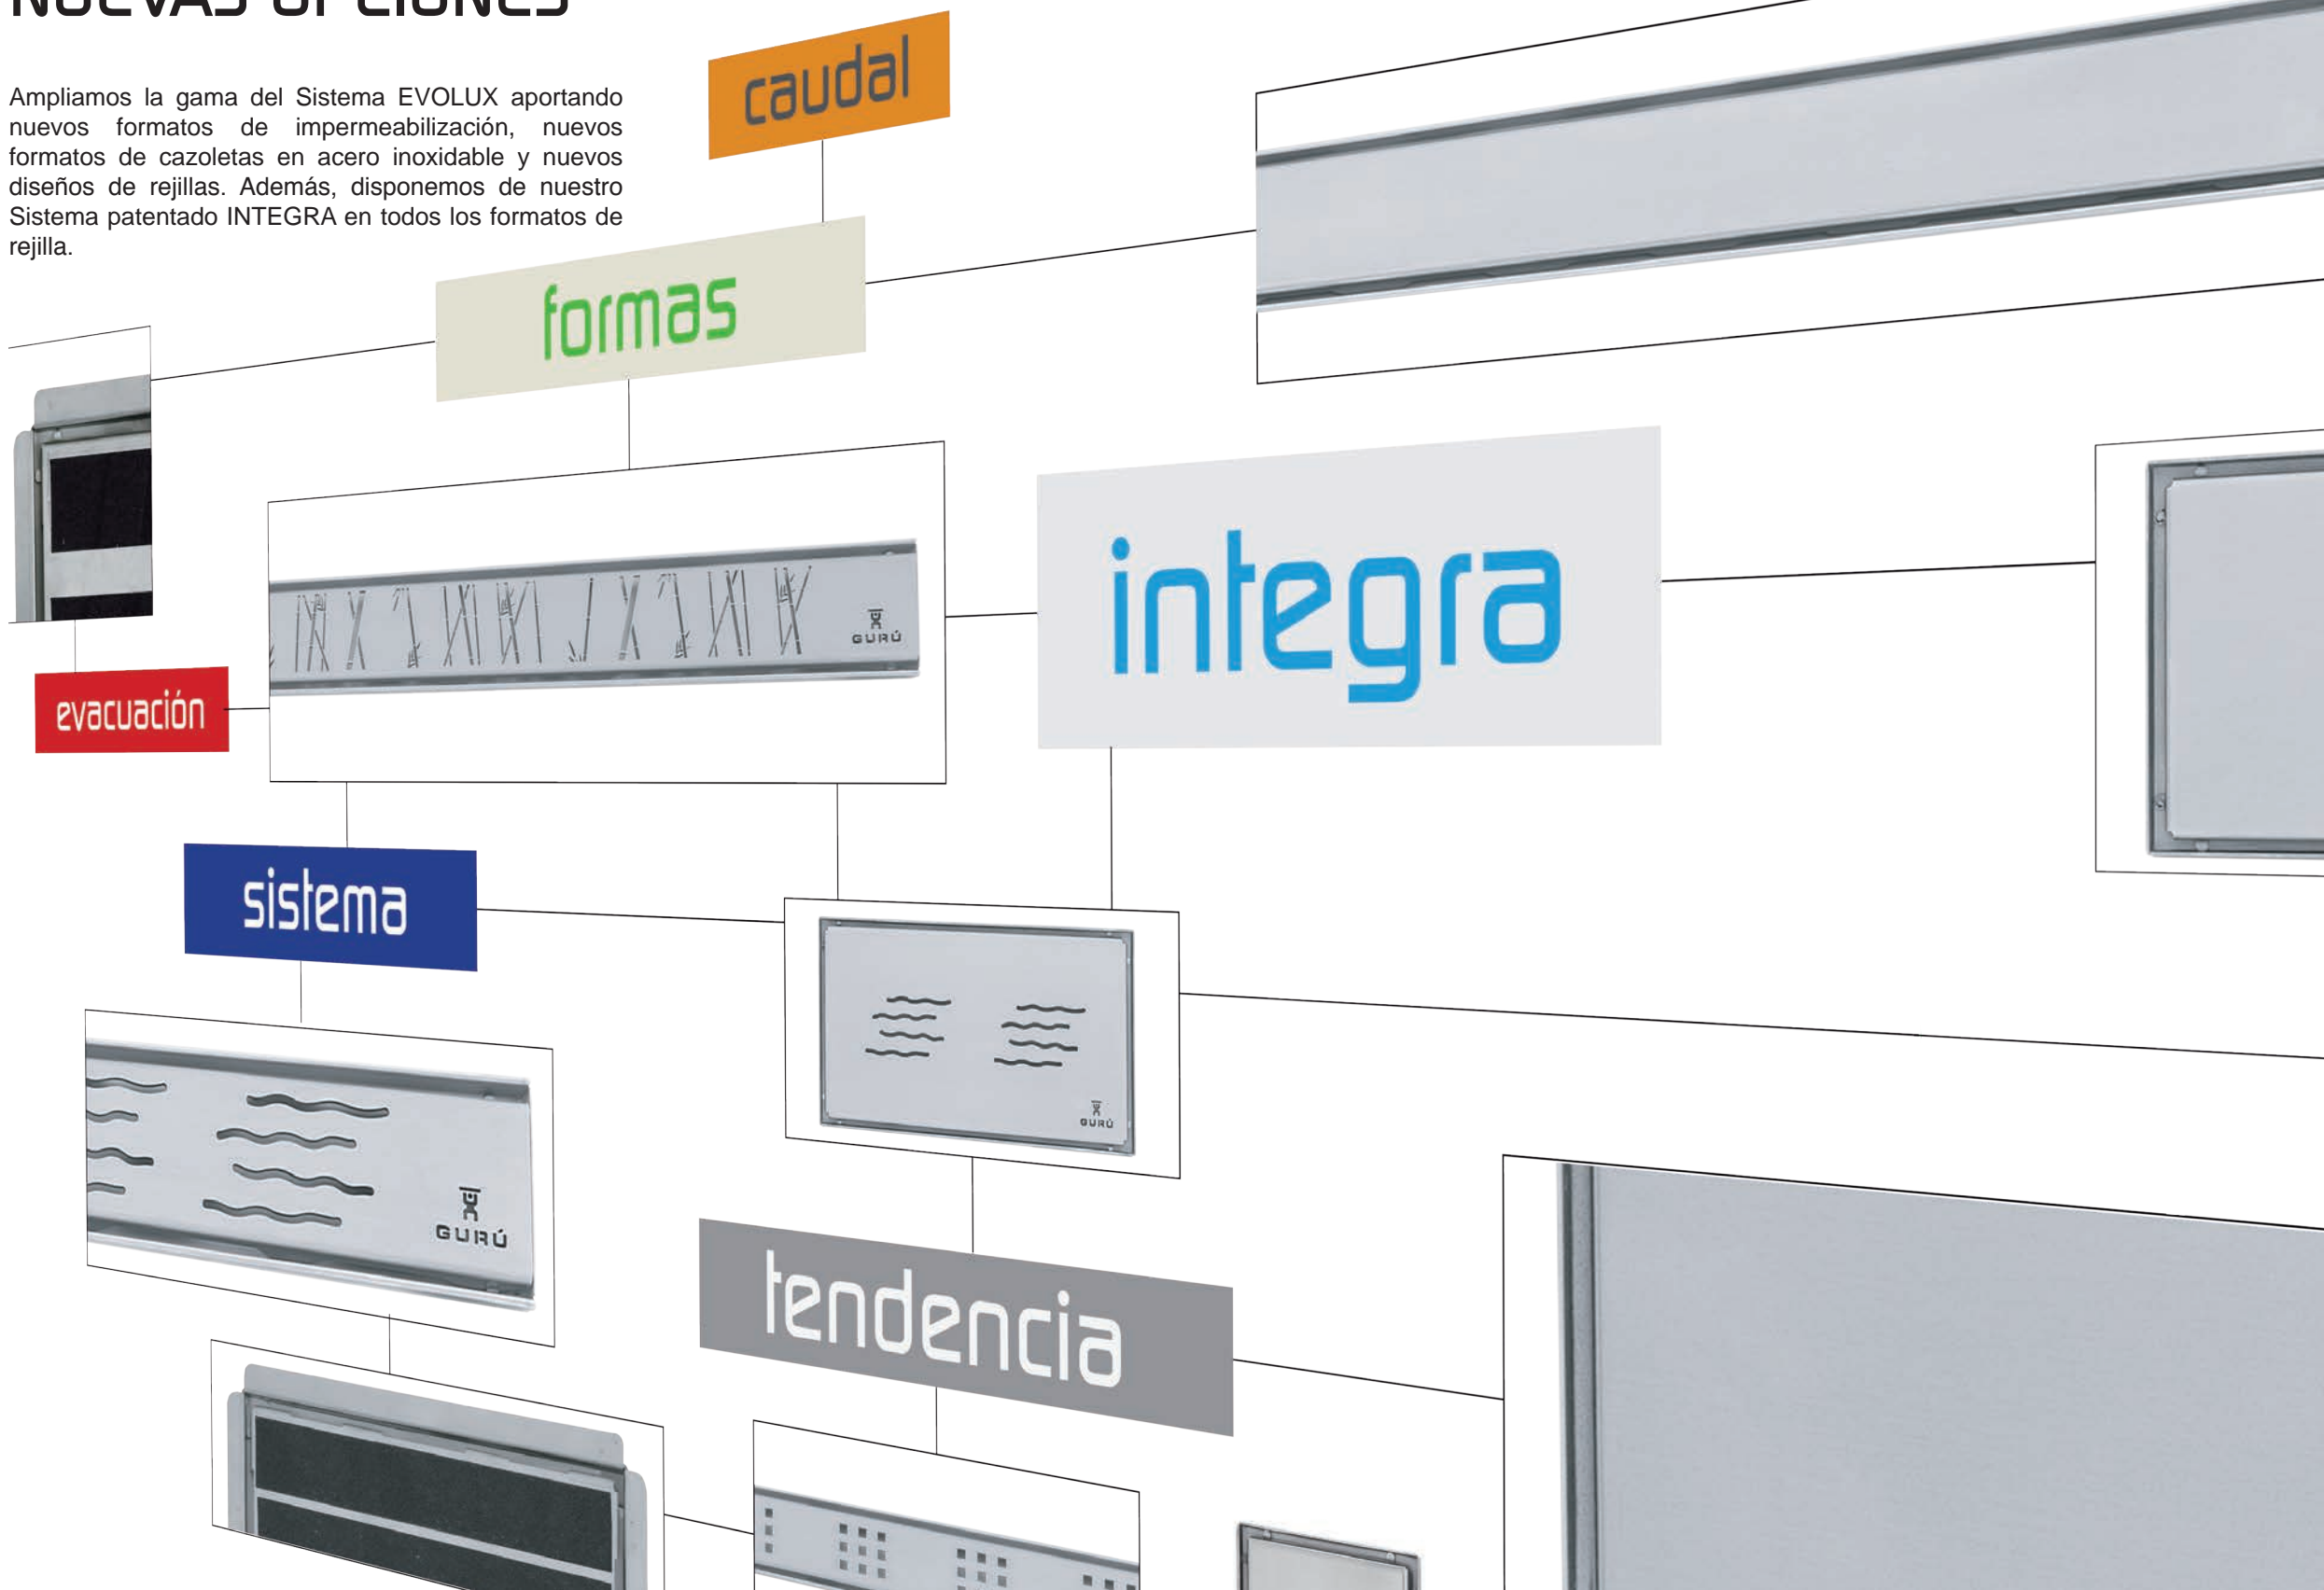 NUEVAS OPCIONES
Ampliamos la gama del Sistema EVOLUX aportando
nuevos formatos de impermeabilización, nuevos
formatos de cazoletas en acero inoxidable y nuevos
diseños de rejillas. Además, disponemos de nuestro
Sistema patentado INTEGRA en todos los formatos de
rejilla.
caudal
formas
integra
GURÚ
evacuación
sistema
GURÚ
GURÚ
tendencia